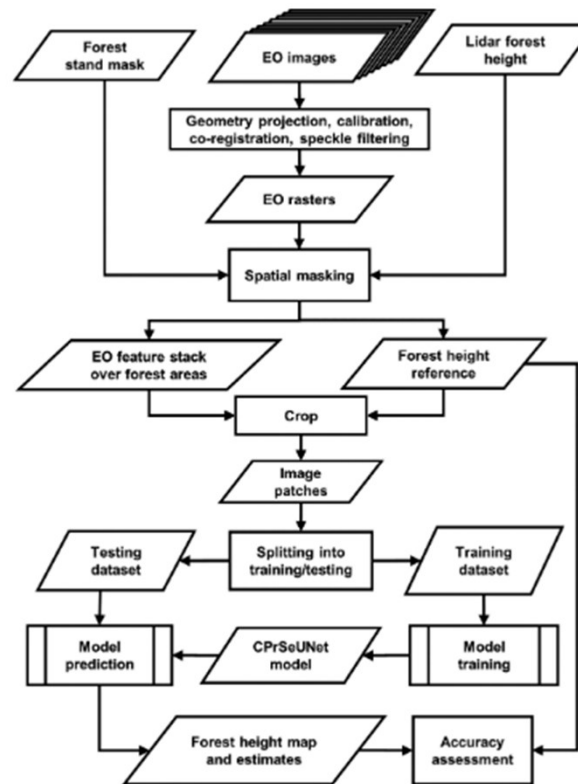 Forest
stand mask
EO images
Lidar forest
height
Geometry projection, calibration,
co-registration, speckle filtering
EO rasters
Spatial masking
EO feature stack
over forest areas
Forest height
reference
Crop
Image
patches
Testing
dataset
Splitting into
training/testing
Training
dataset
Model
prediction
CPrSeUNet
model
Model
training
Forest height map
and estimates
Accuracy
assessment